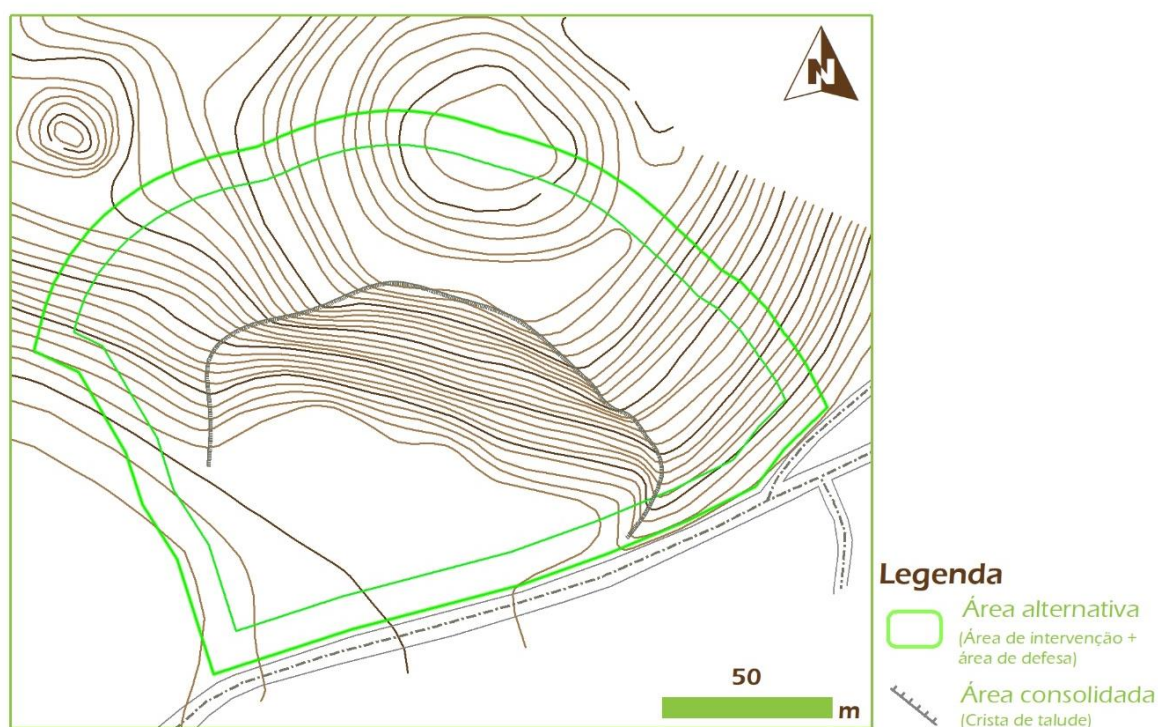 N
50
m
Legenda
Área alternativa
(Área de intervenção +
área de defesa)
Área consolidada
(Crista de talude)